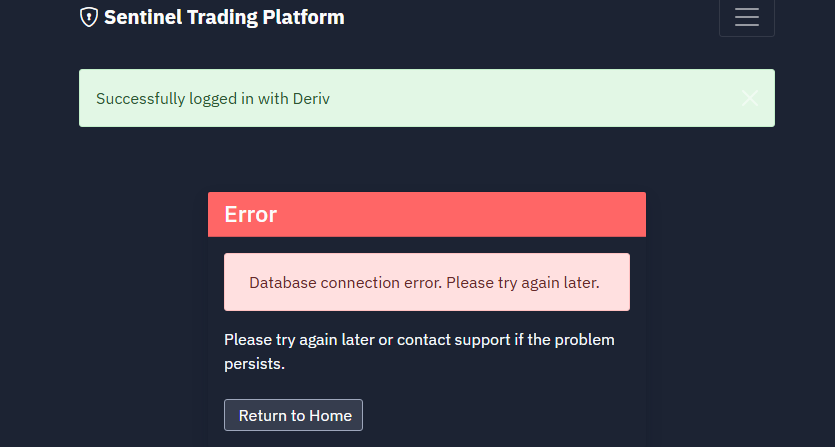 Sentinel Trading Platform
Successfully logged in with Deriv
Error
Database connection error. Please try again later.
Please try again later or contact support if the problem
persists.
Return to Home